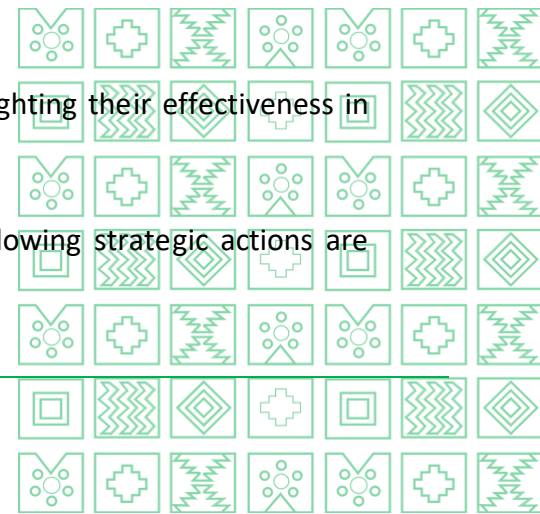 ghting their effectiveness in
lowing strategic actions are